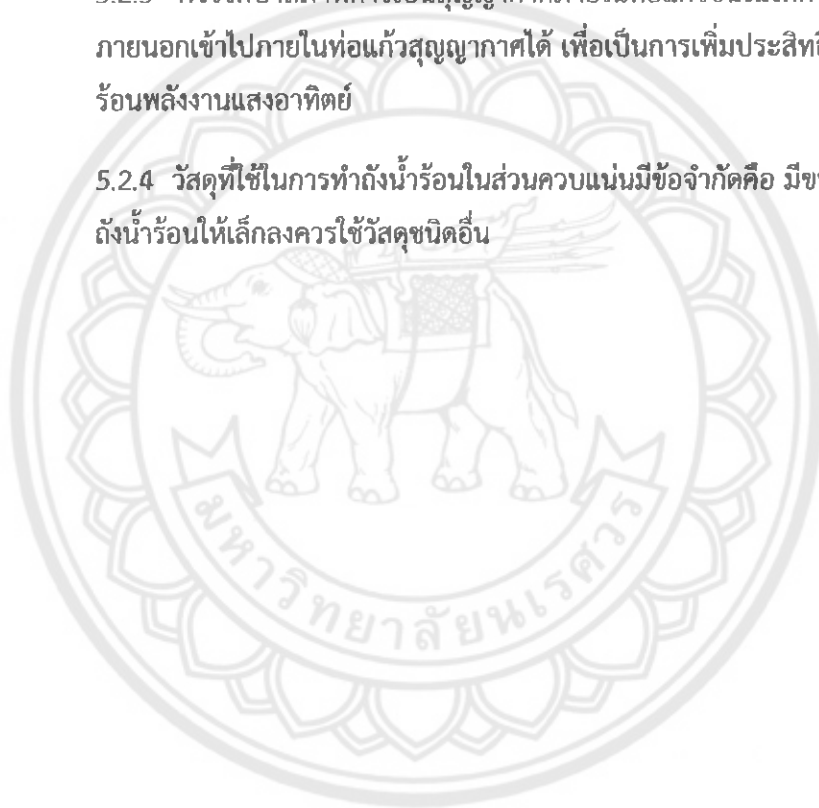 ภายนอกเข้าไปภายในท่อแก้วสุญญากาศได้ เพื่อเป็นการเพิ่มประสิทธิ
ร้อนพลังงานแสงอาทิตย์
5.2.4 วัสดุที่ใช้ในการทำถังน้ำร้อนในส่วนควบแน่นมีข้อจำกัดคือ มีขน
ถังน้ำร้อนให้เล็กลงควรใช้วัสดุชนิดอื่น
มหาวิทยาลัยนเรศวร